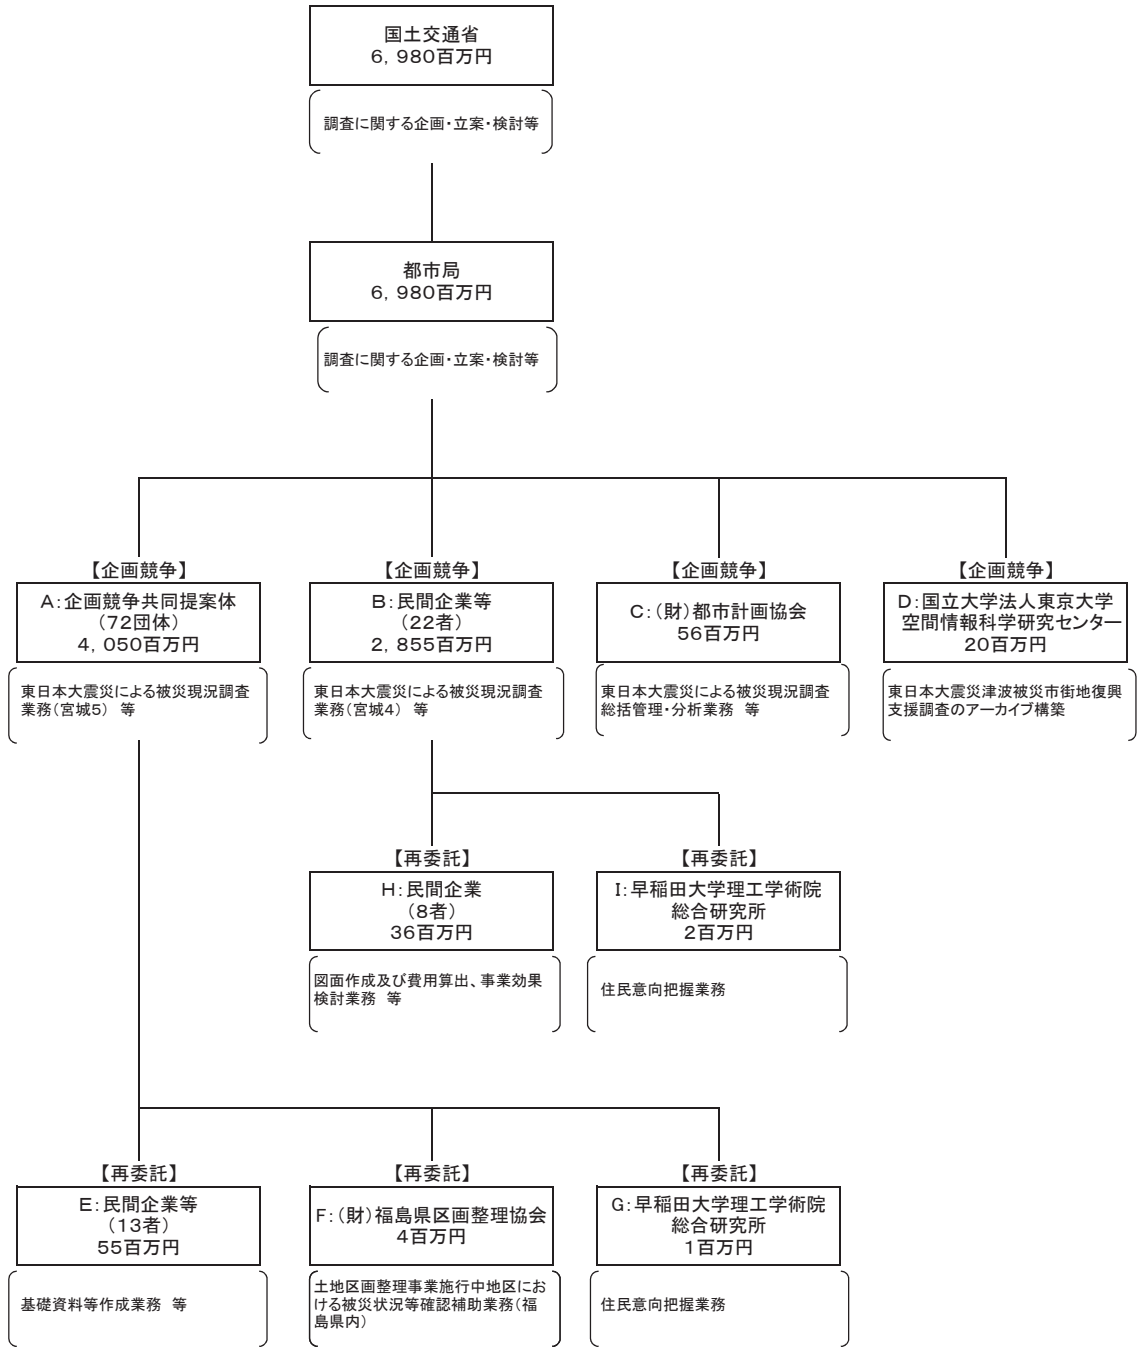 国土交通省
6,980百万円
調査に関する企画・立案・検討等
都市局
6,980百万円
調査に関する企画・立案・検討等
【企画競争】
A:企画競争共同提案体
(72団体)
4,050百万円
東日本大震災による被災現況調査
業務(宮城5) 等
【企画競争】
B:民間企業等
(22者)
2,855百万円
東日本大震災による被災現況調査
業務(宮城4) 等
【企画競争】
C:(財)都市計画協会
56百万円
東日本大震災による被災現況調査
総括管理・分析業務 等
【企画競争】
D:国立大学法人東京大学
空間情報科学研究センター
20百万円
東日本大震災津波被災市街地復興
支援調査のアーカイブ構築
【再委託】
H:民間企業
(8者)
36百万円
図面作成及び費用算出、事業効果
検討業務 等
【再委託】
I:早稲田大学理工学術院
総合研究所
2百万円
住民意向把握業務
【再委託】
E:民間企業等
(13者)
55百万円
基礎資料等作成業務 等
【再委託】
F:(財)福島県区画整理協会
4百万円
土地区画整理事業施行中地区にお
ける被災状況等確認補助業務(福
島県内)
【再委託】
G:早稲田大学理工学術院
総合研究所
1百万円
住民意向把握業務